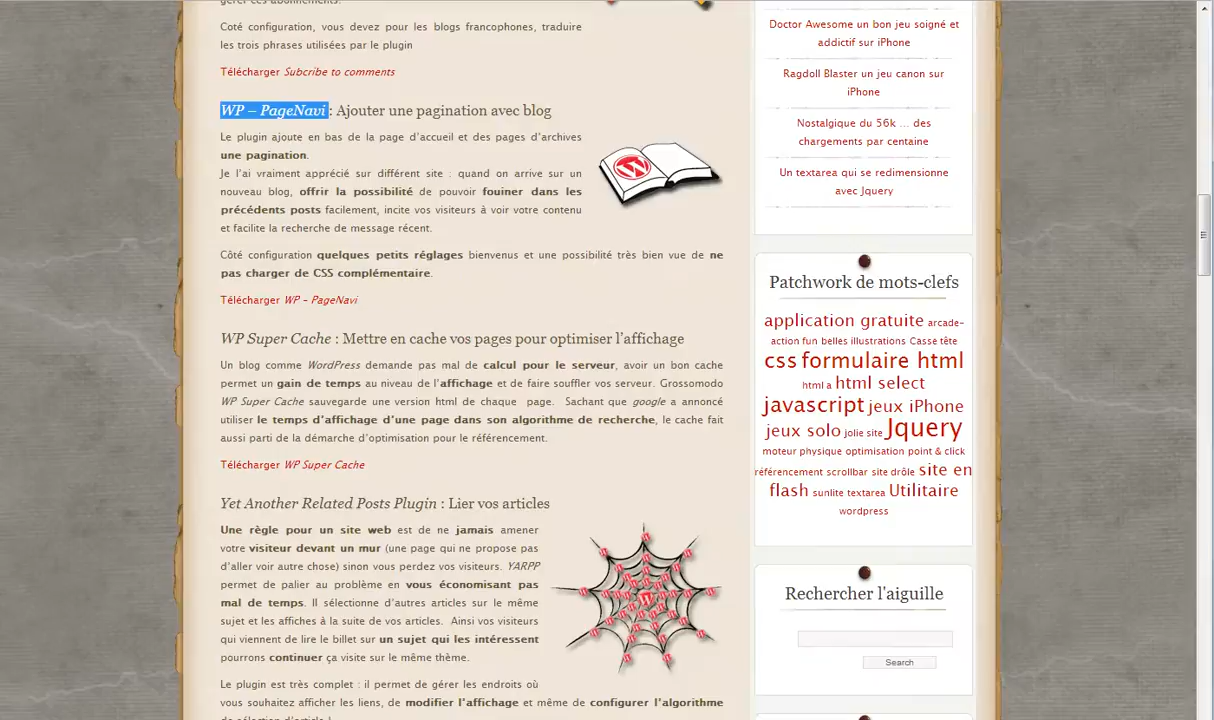 gérer ces abonnements.
Coté configuration, vous devez pour les blogs francophones, traduire
les trois phrases utilisées par le plugin
Télécharger Subcribe to comments
WP – PageNavi : Ajouter une pagination avec blog
Le plugin ajoute en bas de la page d'accueil et des pages d'archives
une pagination.
Je l'ai vraiment apprécié sur différent site : quand on arrive sur un
nouveau blog, offrir la possibilité de pouvoir fouiner dans les
précédents posts facilement, incite vos visiteurs à voir votre contenu
et facilite la recherche de message récent.
Côté configuration quelques petits réglages bienvenus et une possibilité très bien vue de ne
pas charger de CSS complémentaire.
Télécharger WP - PageNavi
WP Super Cache : Mettre en cache vos pages pour optimiser l'affichage
Un blog comme WordPress demande pas mal de calcul pour le serveur, avoir un bon cache
permet un gain de temps au niveau de l'affichage et de faire souffler vos serveur. Grossomodo
WP Super Cache sauvegarde une version html de chaque page. Sachant que google a annoncé
utiliser le temps d'affichage d'une page dans son algorithme de recherche, le cache fait
aussi parti de la démarche d'optimisation pour le référencement.
Télécharger WP Super Cache
Yet Another Related Posts Plugin : Lier vos articles
Une règle pour un site web est de ne jamais amener
votre visiteur devant un mur (une page qui ne propose pas
d'aller voir autre chose) sinon vous perdez vos visiteurs. YARPP
permet de palier au problème en vous économisant pas
mal de temps. Il sélectionne d'autres articles sur le même
sujet et les affiches à la suite de vos articles. Ainsi vos visiteurs
qui viennent de lire le billet sur un sujet qui les intéressent
pourrons continuer ça visite sur le même thème.
Le plugin est très complet : il permet de gérer les endroits où
vous souhaitez afficher les liens, de modifier l'affichage et même de configurer l'algorithme
Doctor Awesome un bon jeu soigné et
addictif sur iPhone
Ragdoll Blaster un jeu canon sur
iPhone
Nostalgique du 56k ... des
chargements par centaine
Un textarea qui se redimensionne
avec Jquery
Patchwork de mots-clefs
application gratuite arcade-
action fun belles illustrations Casse tête
css formulaire html
html a html select
javascript jeux iPhone
jeux solo jolie site Jquery
moteur physique optimisation point & click
référencement scrollbar site drôle site en
flash sunlite textarea Utilitaire
wordpress
Rechercher l'aiguille
Search